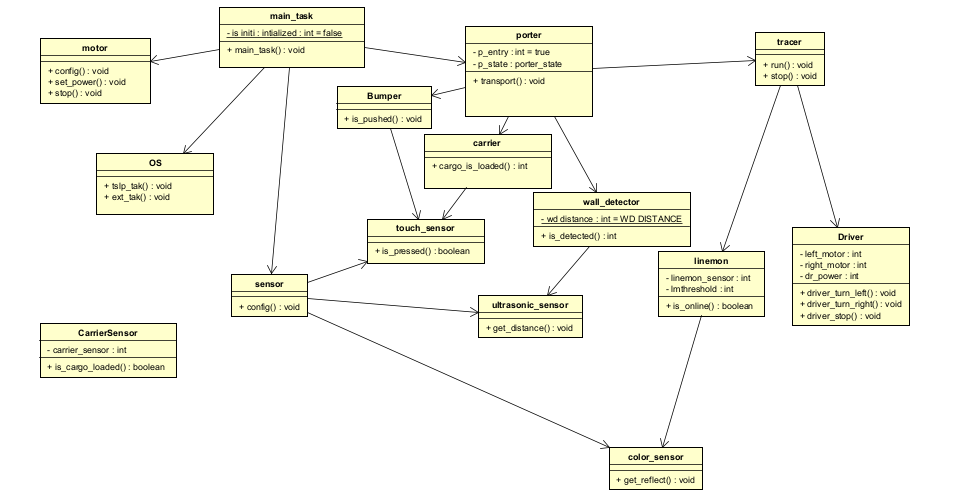 main_task
- is initi : intialized : int = false
+ main_task() : void
motor
+ config() : void
+ set_power() : void
+ stop() : void
porter
- p_entry : int = true
- p_state : porter_state
+ transport() : void
tracer
+ run() : void
+ stop() : void
Bumper
+ is_pushed() : void
carrier
+ cargo_is_loaded() : int
OS
+ tslp_tak() : void
+ ext_tak() : void
wall_detector
- wd distance : int = WD DISTANCE
+ is_detected() : int
touch_sensor
+ is_pressed() : boolean
Driver
- left_motor : int
- right_motor : int
- dr_power : int
+ driver_turn_left() : void
+ driver_turn_right() : void
+ driver_stop() : void
linemon
- linemon_sensor : int
- lmthreshold : int
+ is_online() : boolean
sensor
+ config() : void
ultrasonic_sensor
+ get_distance() : void
CarrierSensor
- carrier_sensor : int
+ is_cargo_loaded() : boolean
color_sensor
+ get_reflect() : void